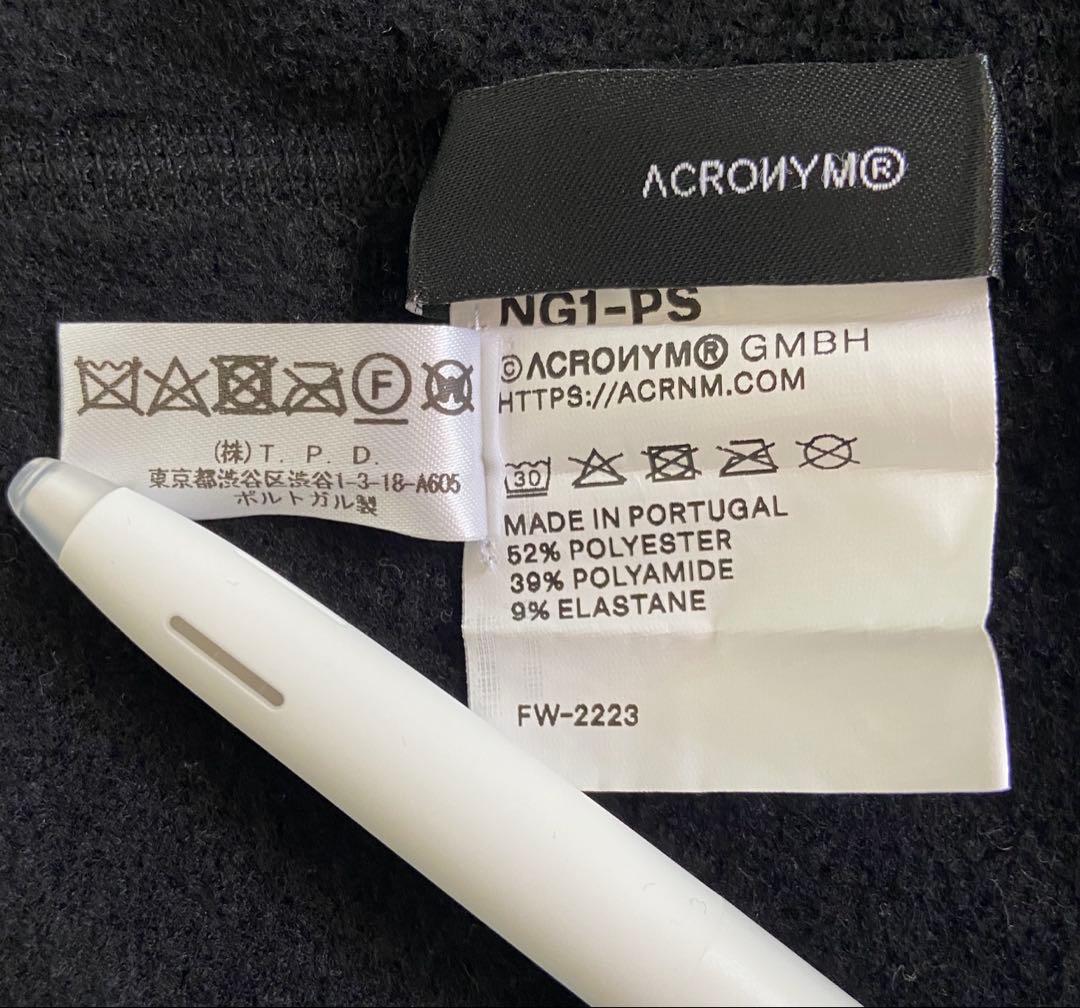 ACRONYM®
NG1-PS
©ACRONYM® GMBH
HTTPS://ACRNM.COM
30
MADE IN PORTUGAL
52% POLYESTER
39% POLYAMIDE
9% ELASTANE
FW-2223
F
W
(株)T. P. D.
東京都渋谷区渋谷1-3-18-A605
ポルトガル製